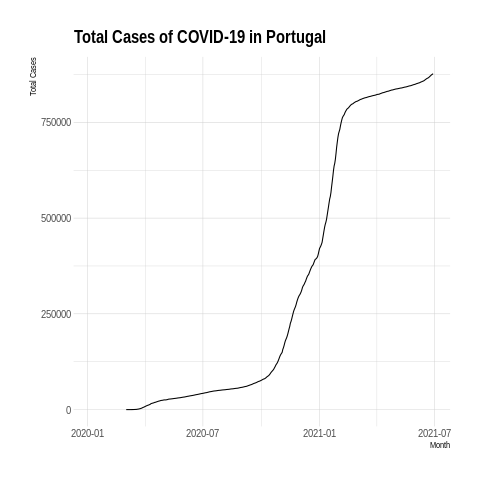 Total Cases of COVID-19 in Portugal
Total Cases
750000
500000
250000
0
2020-01 2020-07 2021-01 2021-07
Month